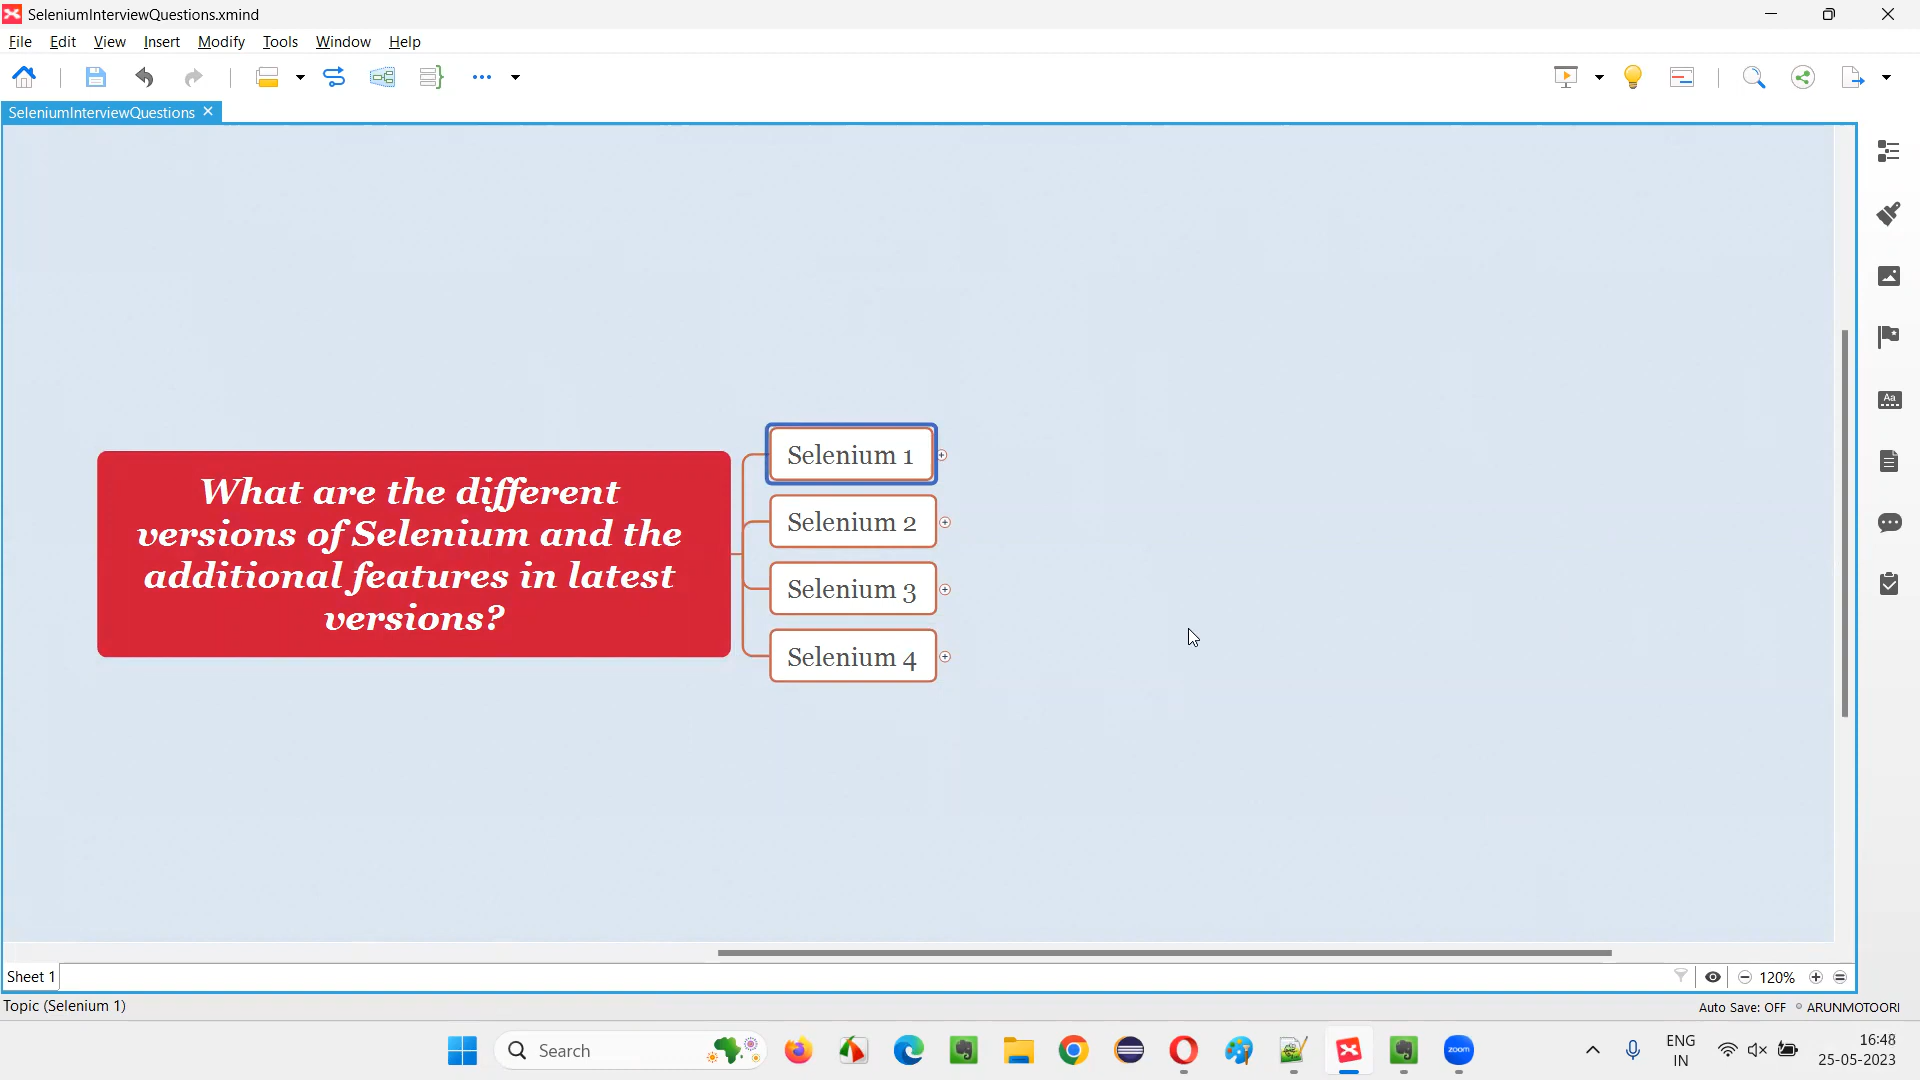 SeleniumInterviewQuestions.xmind
File Edit View Insert Modify Tools Window Help
SeleniumInterviewQuestions
What are the different
versions of Selenium and the
additional features in latest
versions?
Selenium 1
Selenium 2
Selenium 3
Selenium 4
Aa
Sheet 1
120%
Topic (Selenium 1)
Auto Save: OFF
ARUNMOTOORI
Search
zoom
ENG
IN
16:48
25-05-2023